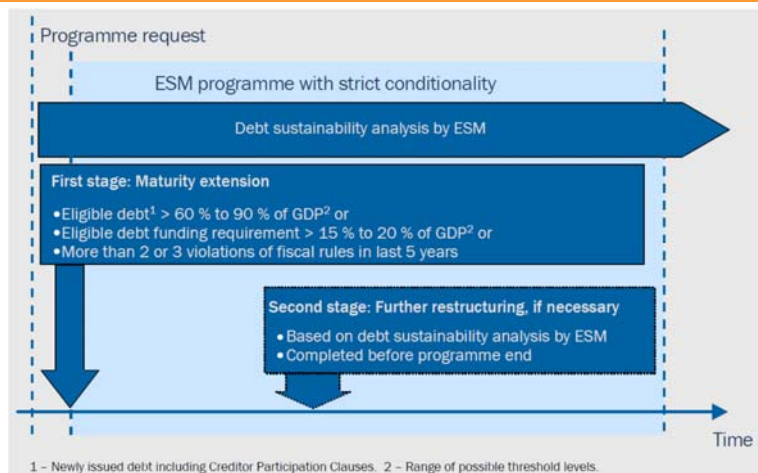 Programme request
ESM programme with strict conditionality
Debt sustainability analysis by ESM
First stage: Maturity extension
•Eligible debt¹ > 60 % to 90 % of GDP² or
•Eligible debt funding requirement > 15 % to 20 % of GDP² or
•More than 2 or 3 violations of fiscal rules in last 5 years
Second stage: Further restructuring, if necessary
•Based on debt sustainability analysis by ESM
•Completed before programme end
Time
1 – Newly issued debt including Creditor Participation Clauses. 2 – Range of possible threshold levels.